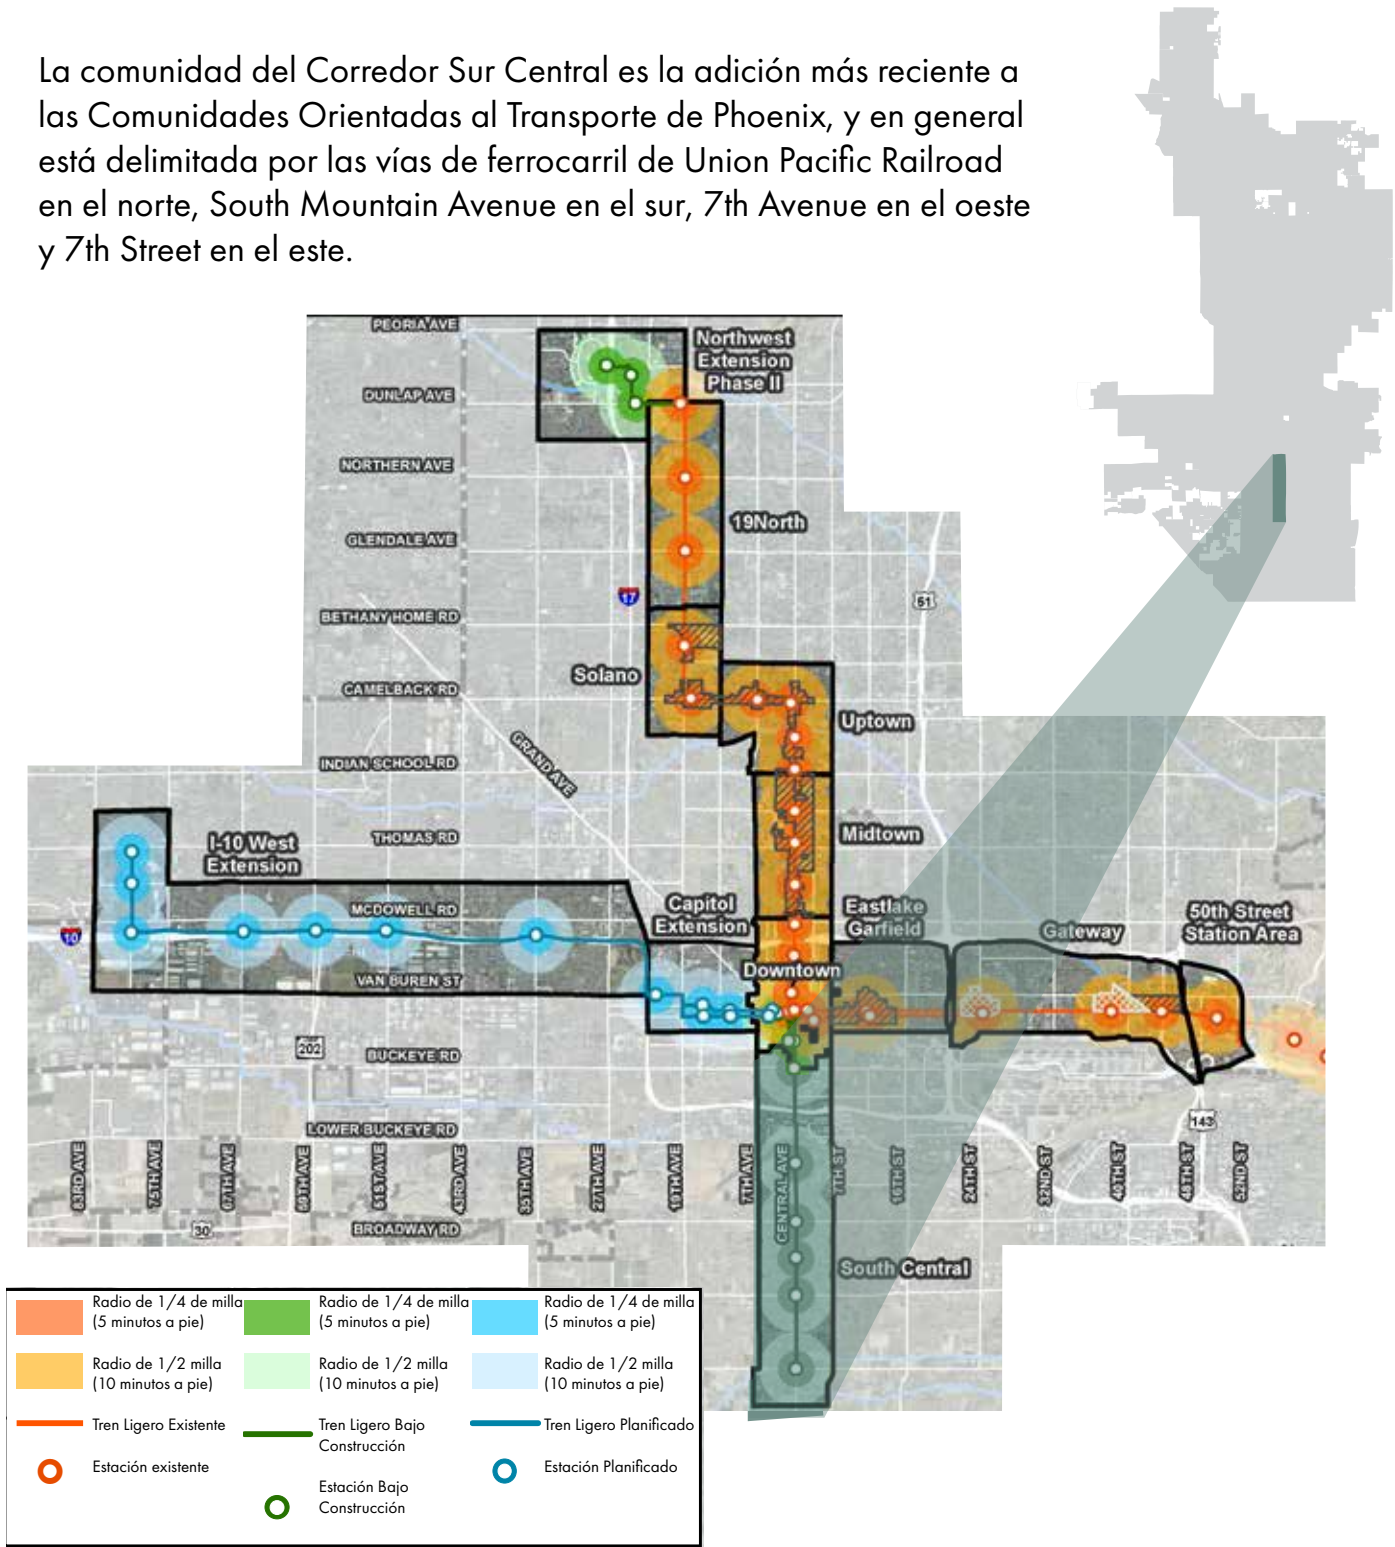 La comunidad del Corredor Sur Central es la adición más reciente a
las Comunidades Orientadas al Transporte de Phoenix, y en general
está delimitada por las vías de ferrocarril de Union Pacific Railroad
en el norte, South Mountain Avenue en el sur, 7th Avenue en el oeste
y 7th Street en el este.
PEORIA AVE
Northwest
Extension
Phase II
DUNLAP AVE
NORTHERN AVE
19North
GLENDALE AVE
17
51
BETHANY HOME RD
Solano
CAMELBACK RD
Uptown
GRAND AVE
INDIAN SCHOOL RD
THOMAS RD
Midtown
I-10 West
Extension
MCDOWELL RD
Capitol
Extension
Eastlake
Garfield
Gateway
50th Street
Station Area
10
Downtown
VAN BUREN ST
202
BUCKEYE RD
LOWER BUCKEYE RD
143
83RD AVE
75TH AVE
67TH AVE
59TH AVE
51ST AVE
43RD AVE
35TH AVE
27TH AVE
19TH AVE
7TH AVE
CENTRAL AVE
7TH ST
16TH ST
24TH ST
32ND ST
40TH ST
48TH ST
52ND ST
30
BROADWAY RD
South Central
Radio de 1/4 de milla
(5 minutos a pie)
Radio de 1/4 de milla
(5 minutos a pie)
Radio de 1/4 de milla
(5 minutos a pie)
Radio de 1/2 milla
(10 minutos a pie)
Radio de 1/2 milla
(10 minutos a pie)
Radio de 1/2 milla
(10 minutos a pie)
Tren Ligero Existente
Tren Ligero Bajo
Construcción
Tren Ligero Planificado
Estación existente
Estación Bajo
Construcción
Estación Planificado